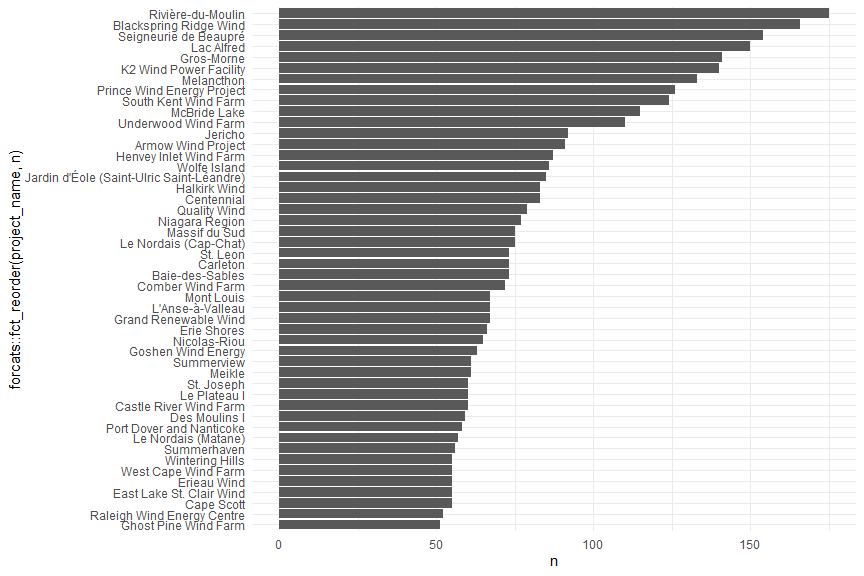 forcats::fct_reorder(project_name, n)
Rivière-du-Moulin
Blackspring Ridge Wind
Seigneurie de Beaupré
Lac Alfred
Gros-Morne
K2 Wind Power Facility
Melancthon
Prince Wind Energy Project
South Kent Wind Farm
McBride Lake
Underwood Wind Farm
Jericho
Armow Wind Project
Henvey Inlet Wind Farm
Wolfe Island
Jardin d'Éole (Saint-Ulric Saint-Léandre)
Halkirk Wind
Centennial
Quality Wind
Niagara Region
Massif du Sud
Le Nordais (Cap-Chat)
St. Leon
Carleton
Baie-des-Sables
Comber Wind Farm
Mont Louis
L'Anse-à-Valleau
Grand Renewable Wind
Erie Shores
Nicolas-Riou
Goshen Wind Energy
Summerview
Meikle
St. Joseph
Le Plateau I
Castle River Wind Farm
Des Moulins I
Port Dover and Nanticoke
Le Nordais (Matane)
Summerhaven
Wintering Hills
West Cape Wind Farm
Erieau Wind
East Lake St. Clair Wind
Cape Scott
Raleigh Wind Energy Centre
Ghost Pine Wind Farm
0 50 100 150
n